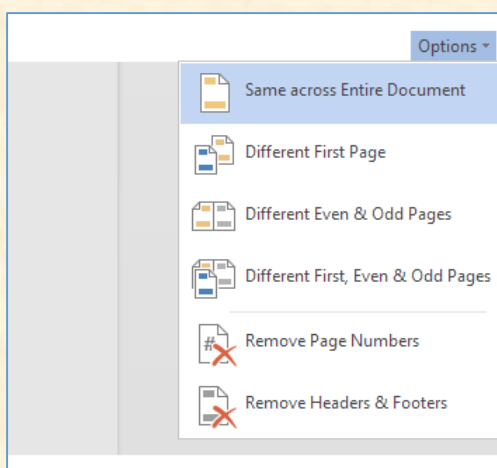 Options
Same across Entire Document
Different First Page
Different Even & Odd Pages
Different First, Even & Odd Pages
# Remove Page Numbers
Remove Headers & Footers